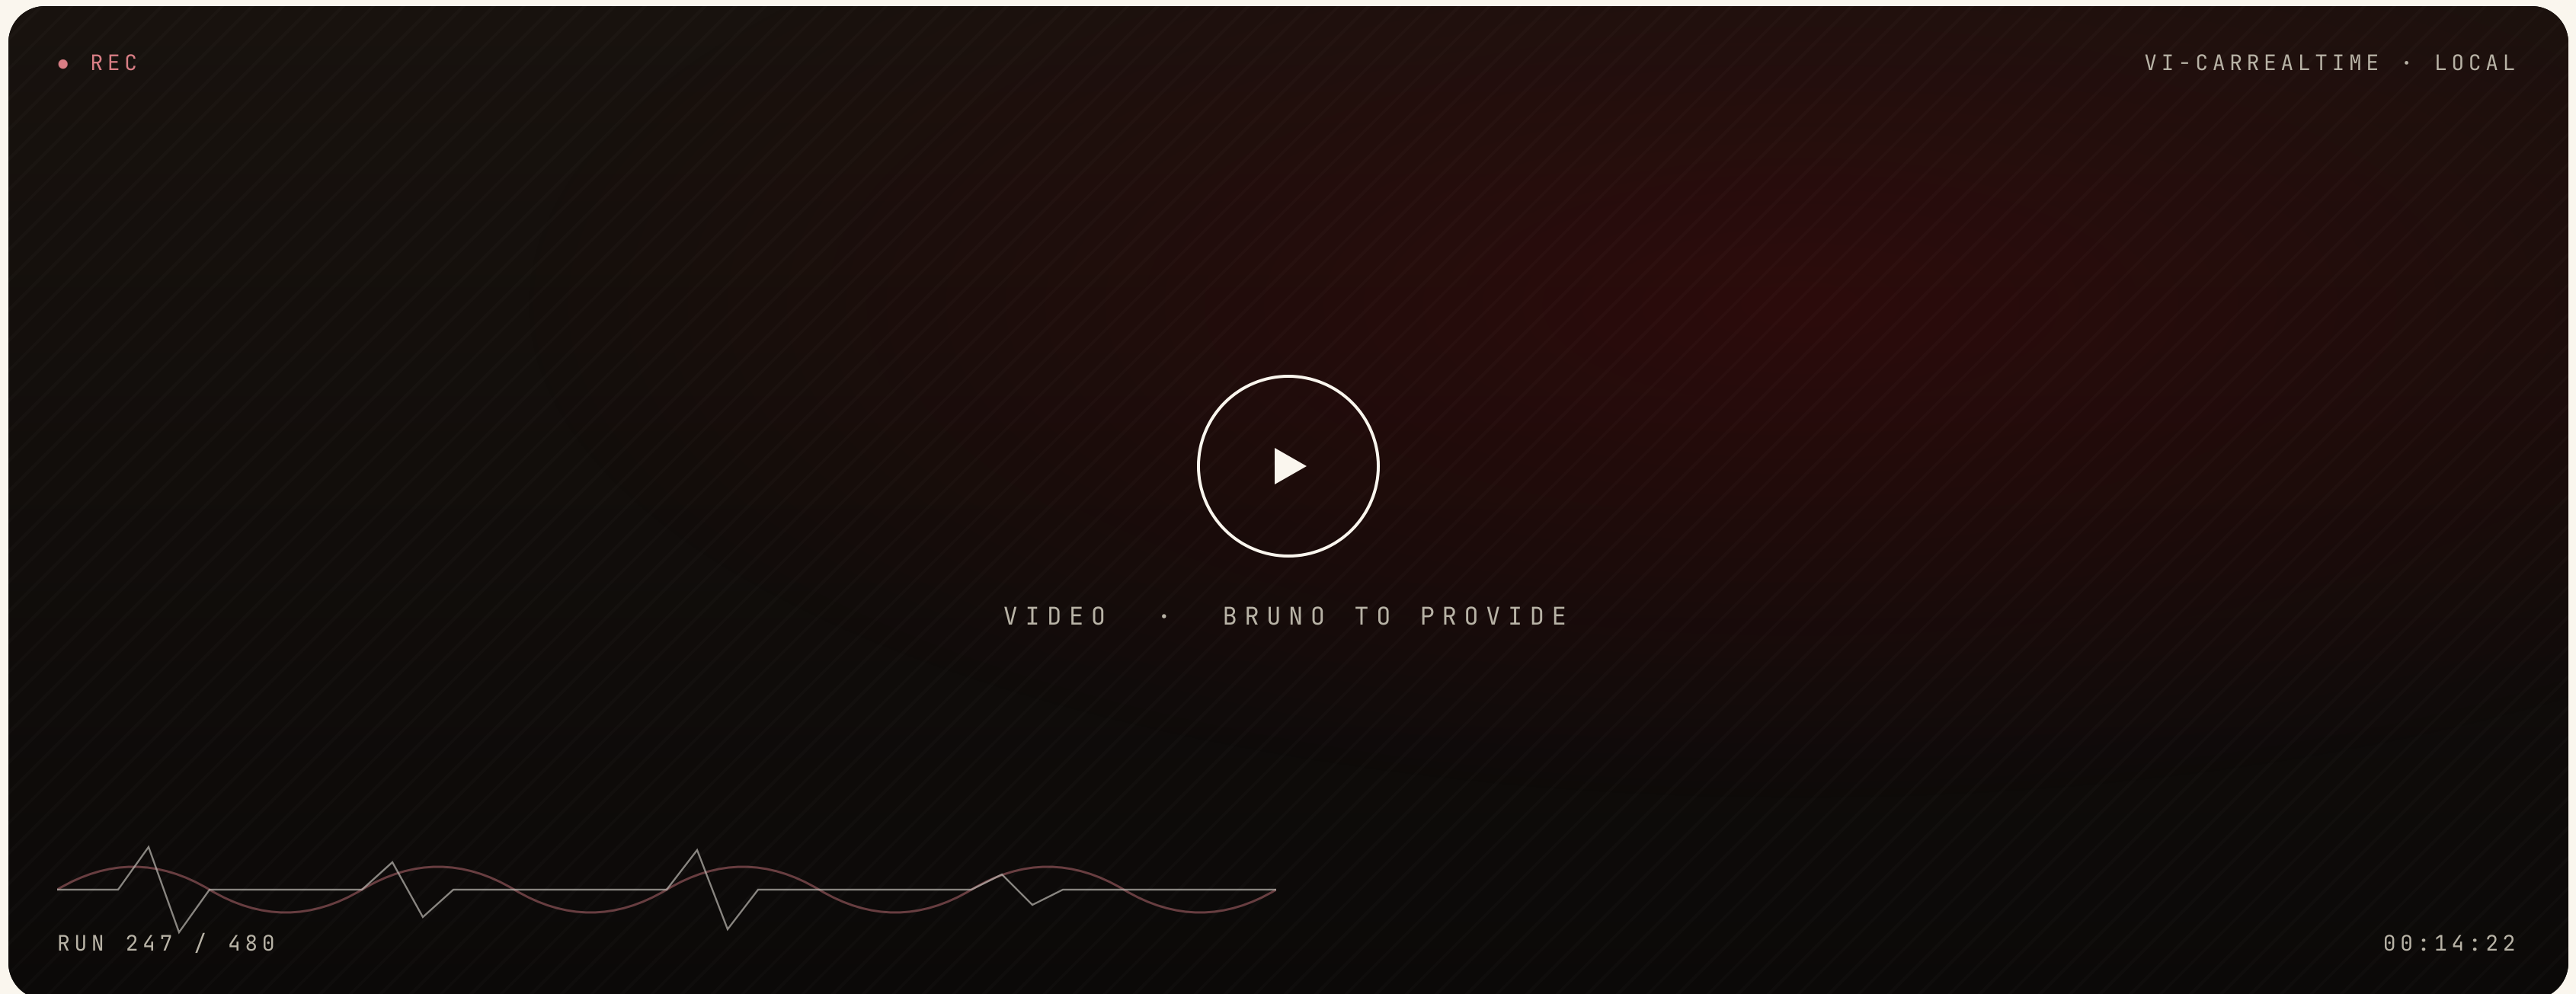 ● REC
VI-CARREALTIME · LOCAL
VIDEO · BRUNO TO PROVIDE
RUN 247 / 480
00:14:22